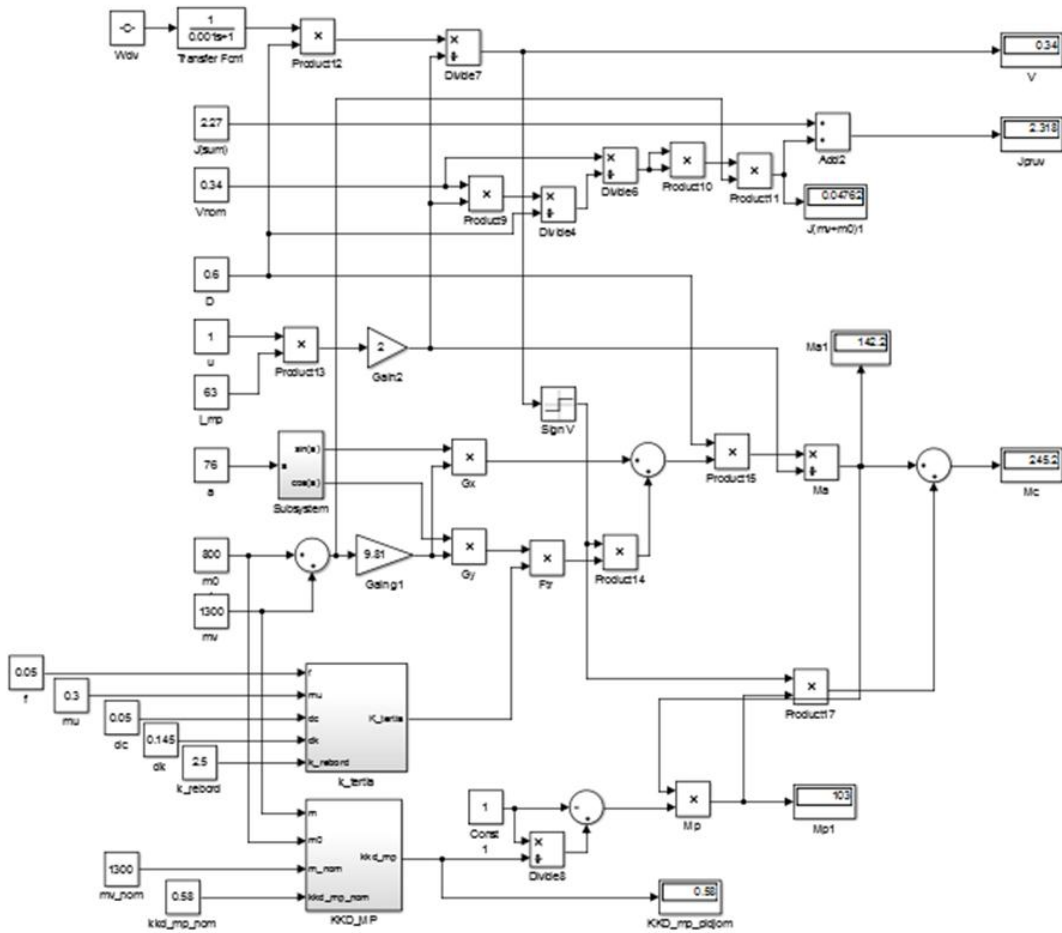 1
0.001s+1
Wdv
Transfer Fcn1
×
Product12
×
÷
Divide7
0.34
V
2.27
J(sum)
+
+
Add2
2.318
Jpruv
0.34
Vnom
×
Product9
×
÷
Divide4
×
÷
Divide6
×
Product10
×
Product11
0.04762
J(mv+m0)1
0.6
D
1
u
63
i_mp
×
Product13
2
Gain2
142.2
Ma1
Sign V
76
a
a
sin(a)
cos(a)
Subsystem
×
Gx
×
Gy
+
+
×
Product15
×
÷
Ma
+
+
245.2
Mc
800
m0
1300
mv
+
+
9.81
Gaing1
×
Ftr
×
Product14
0.05
f
0.3
mu
0.05
dc
0.145
dk
2.5
k_rebord
f
mu
dc
dk
k_rebord
K_tertia
k_tertia
×
Product17
1
Const
1
×
÷
Divide8
-
+
×
Mp
103
Mp1
1300
mv_nom
0.58
kkd_mp_nom
m
m0
m_nom
kkd_mp_nom
kkd_mp
KKD_MP
0.58
KKD_mp_pidjom